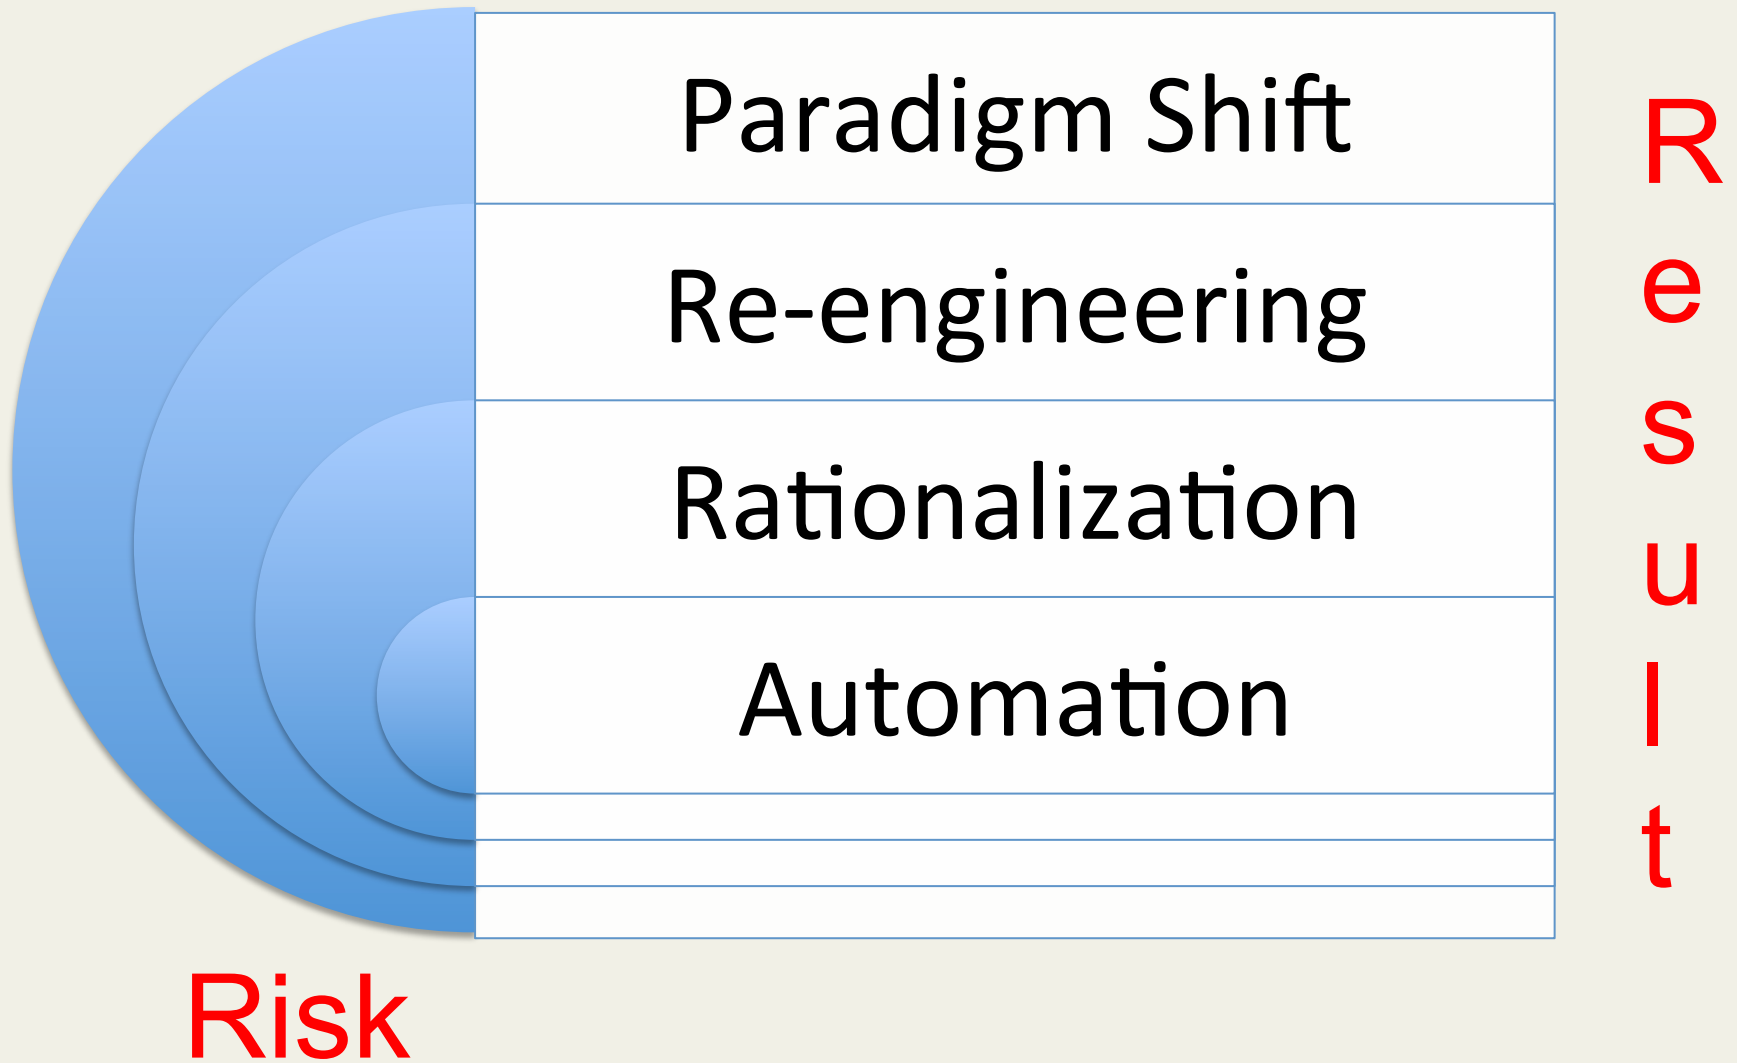 Paradigm Shift
Re-engineering
Rationalization
Automation
R
e
s
u
l
t
Risk